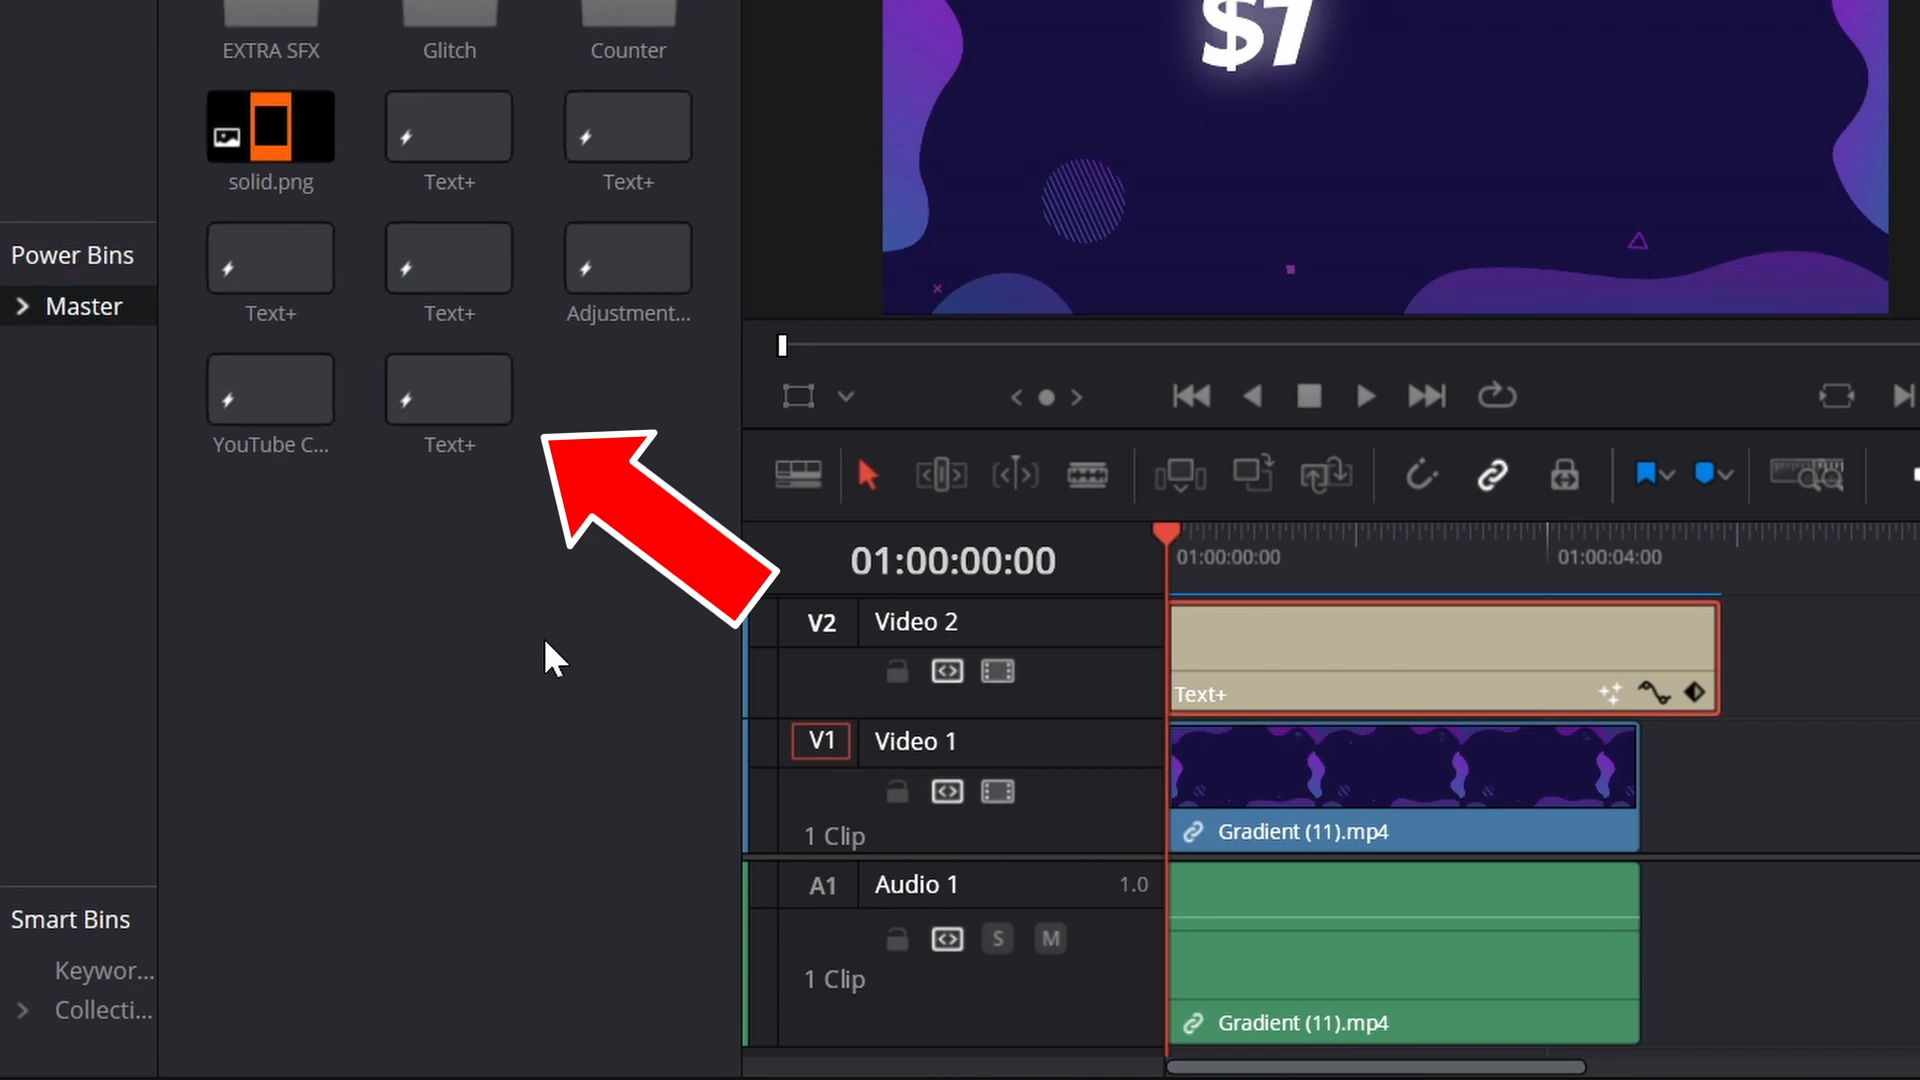 $7
EXTRA SFX
Glitch
Counter
solid.png
Text+
Text+
Power Bins
Master
Text+
Text+
Adjustment...
YouTube C...
Text+
01:00:00:00
01:00:00:00
01:00:04:00
V2
Video 2
Text+
V1
Video 1
1 Clip
Gradient (11).mp4
A1
Audio 1
1.0
S
M
1 Clip
Gradient (11).mp4
Smart Bins
Keywor...
Collecti...